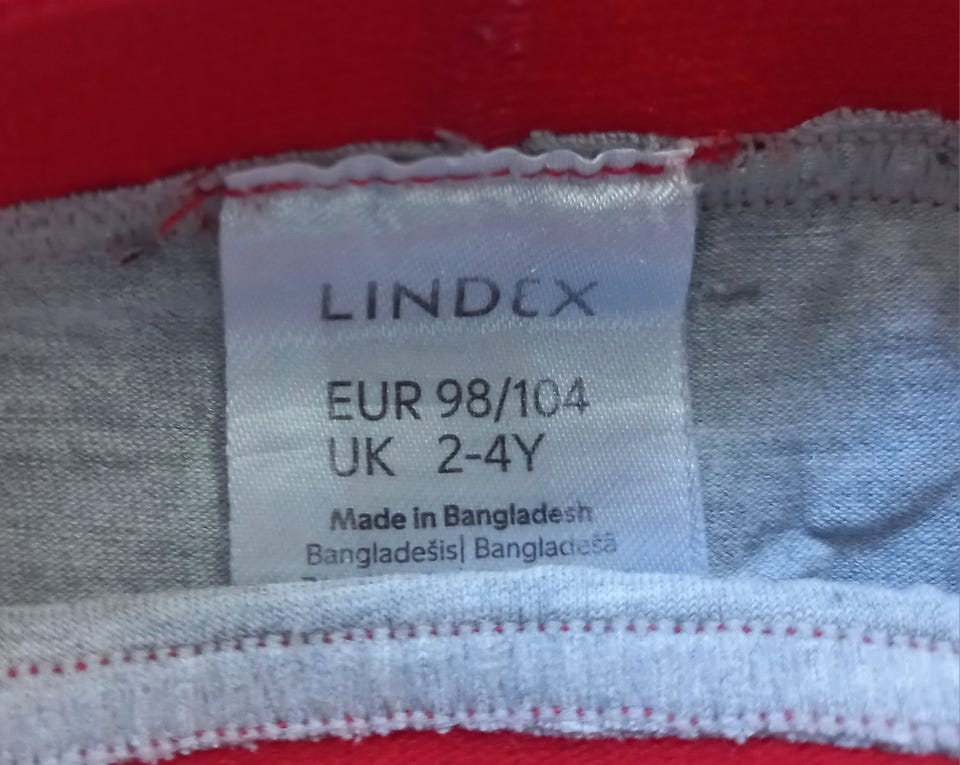 LINDEX
EUR 98/104
UK 2-4Y
Made in Bangladesh
Bangladešis| Bangladešā